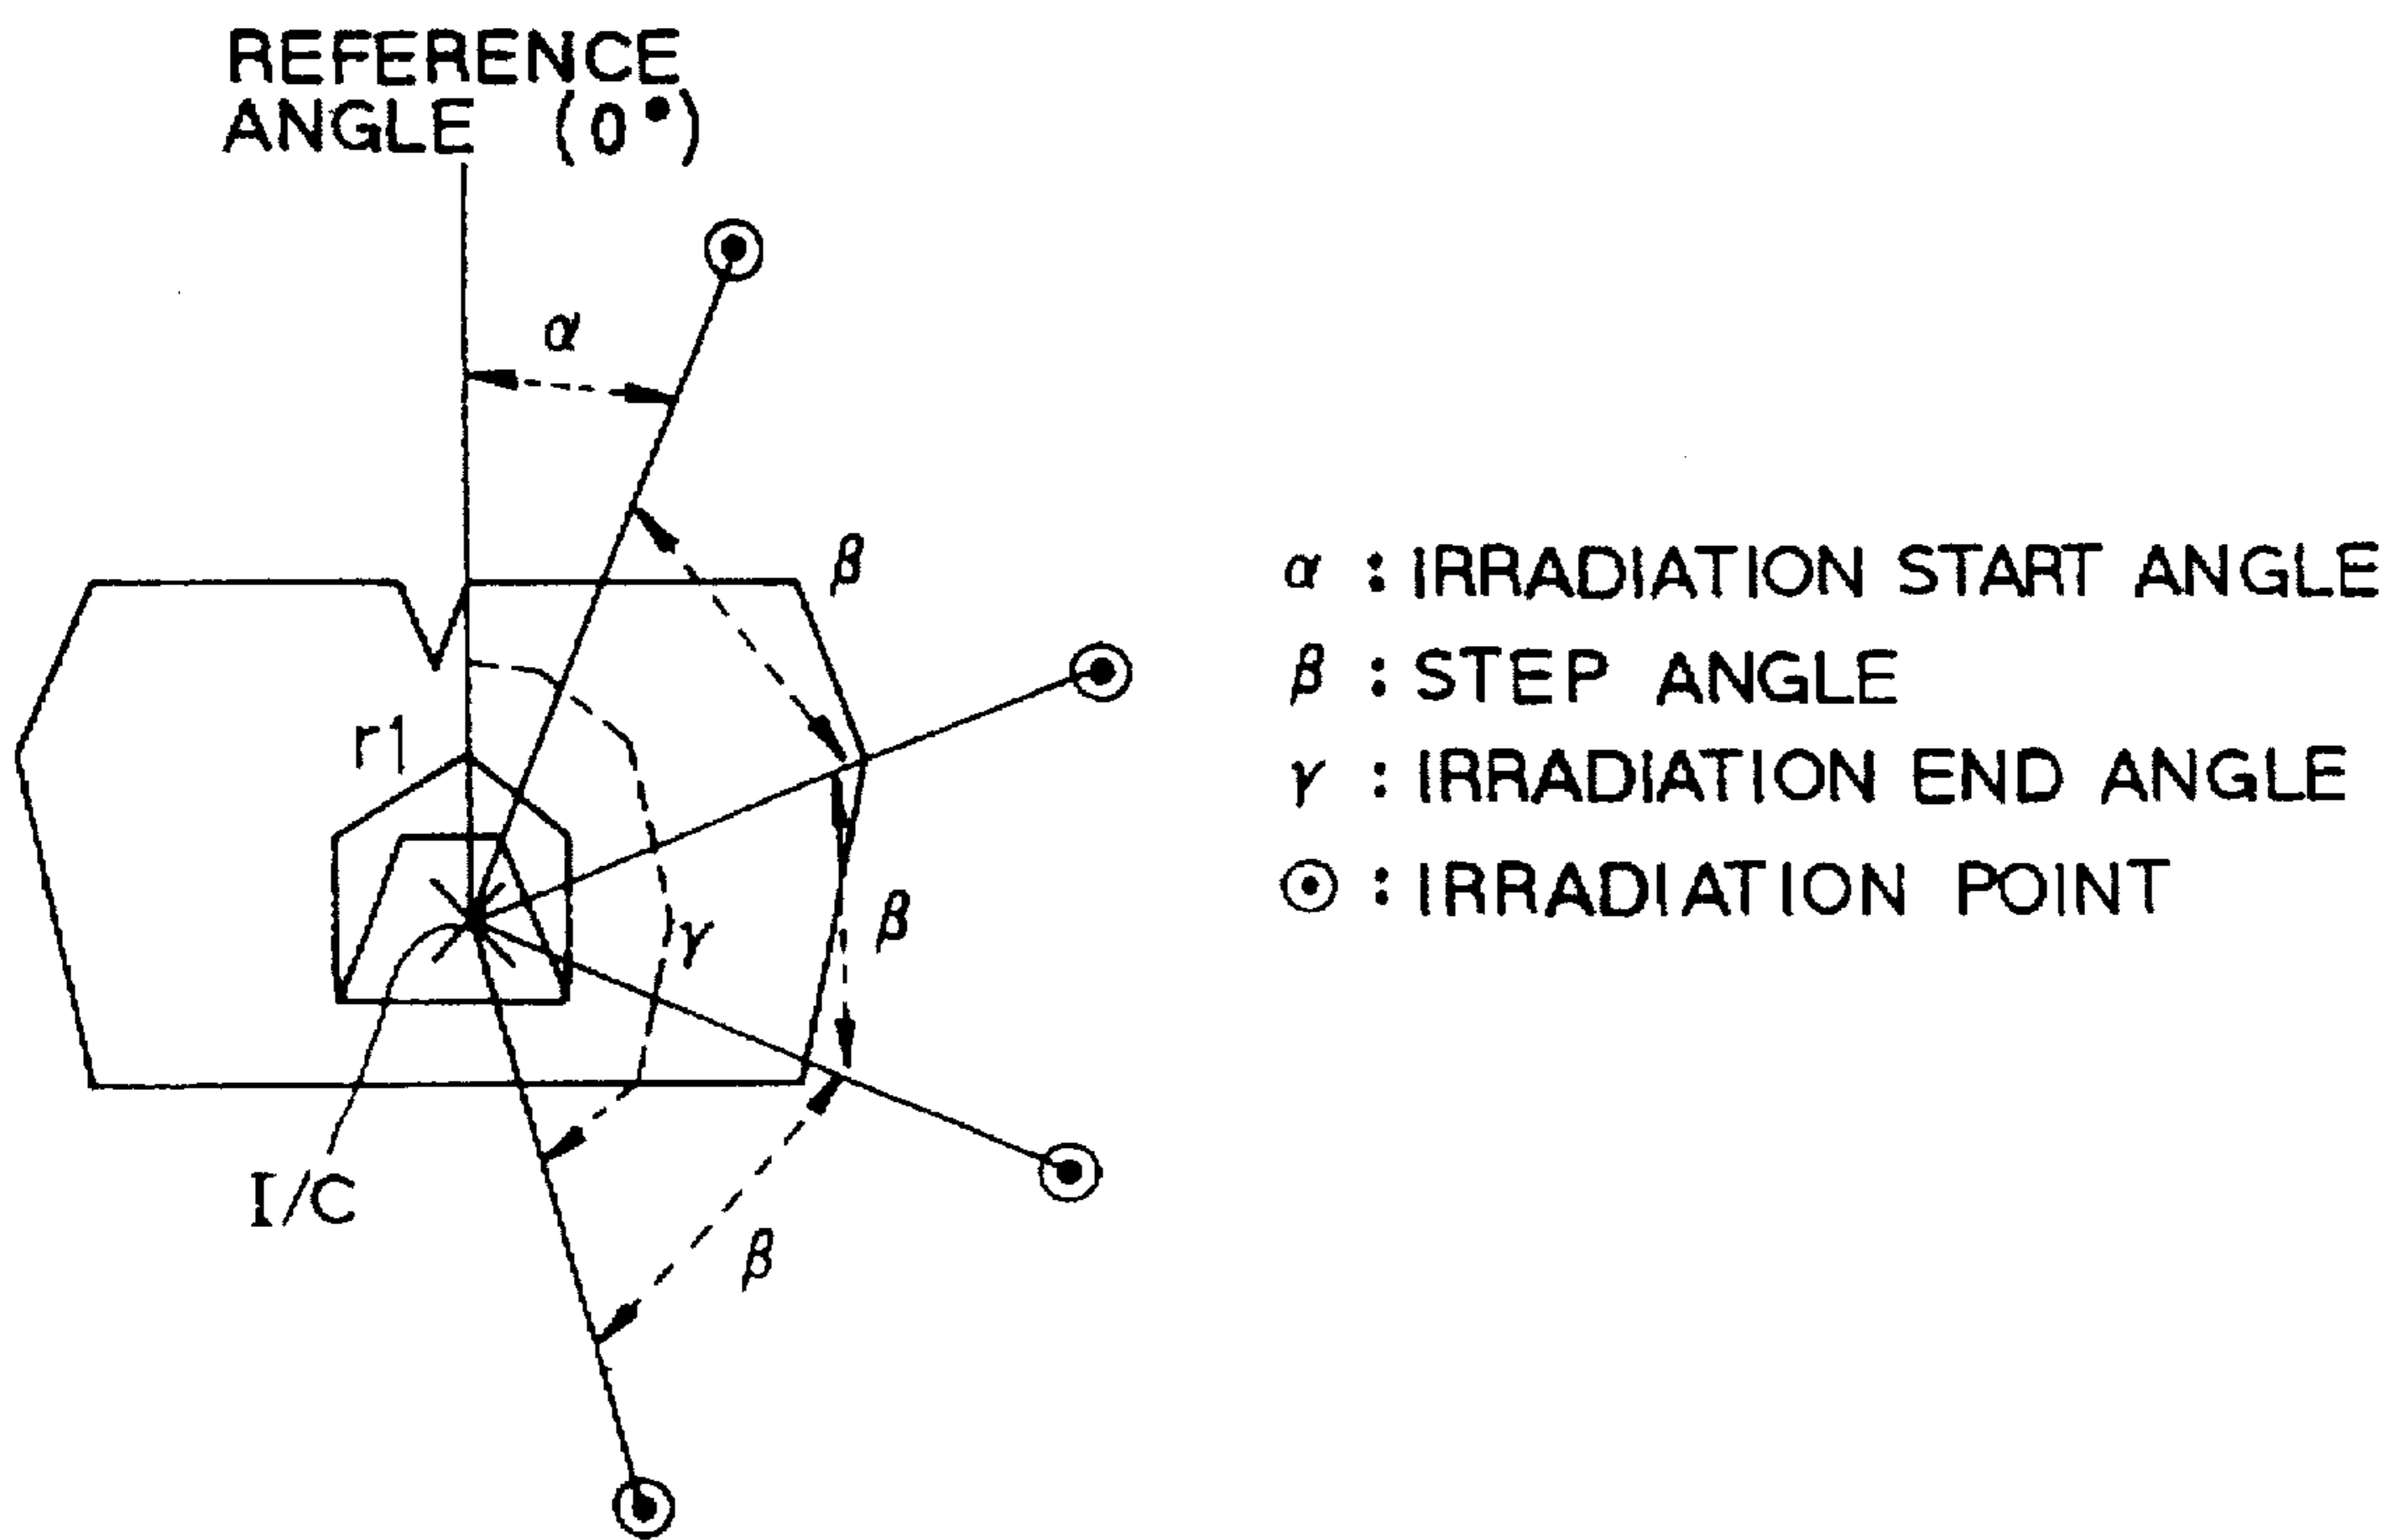 REFERENCE
ANGLE (0°)
α
β
r1
γ
β
I/C
β
α : IRRADIATION START ANGLE
β : STEP ANGLE
γ : IRRADIATION END ANGLE
⊙ : IRRADIATION POINT